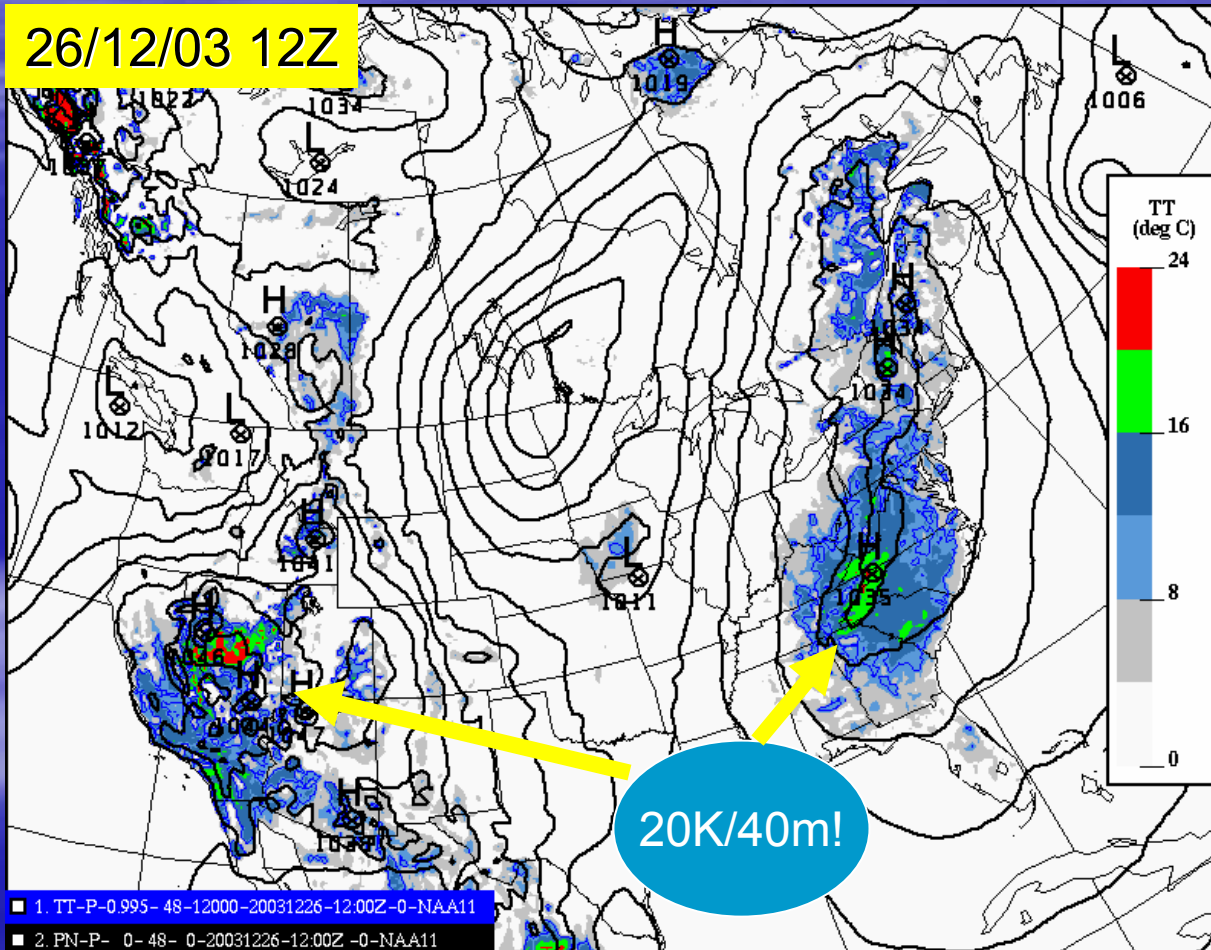 26/12/03 12Z
H
1019
L
1006
1022
1034
L
1024
TT
(deg C)
24
16
8
0
H
1028
H
H
1034
L
1012
L
1017
H
1041
L
1011
H
1035
H
H
H
1047
H
20K/40m!
1. TT-P-0.995- 48-12000-20031226-12:00Z-0-NAA11
2. PN-P- 0- 48- 0-20031226-12:00Z -0-NAA11